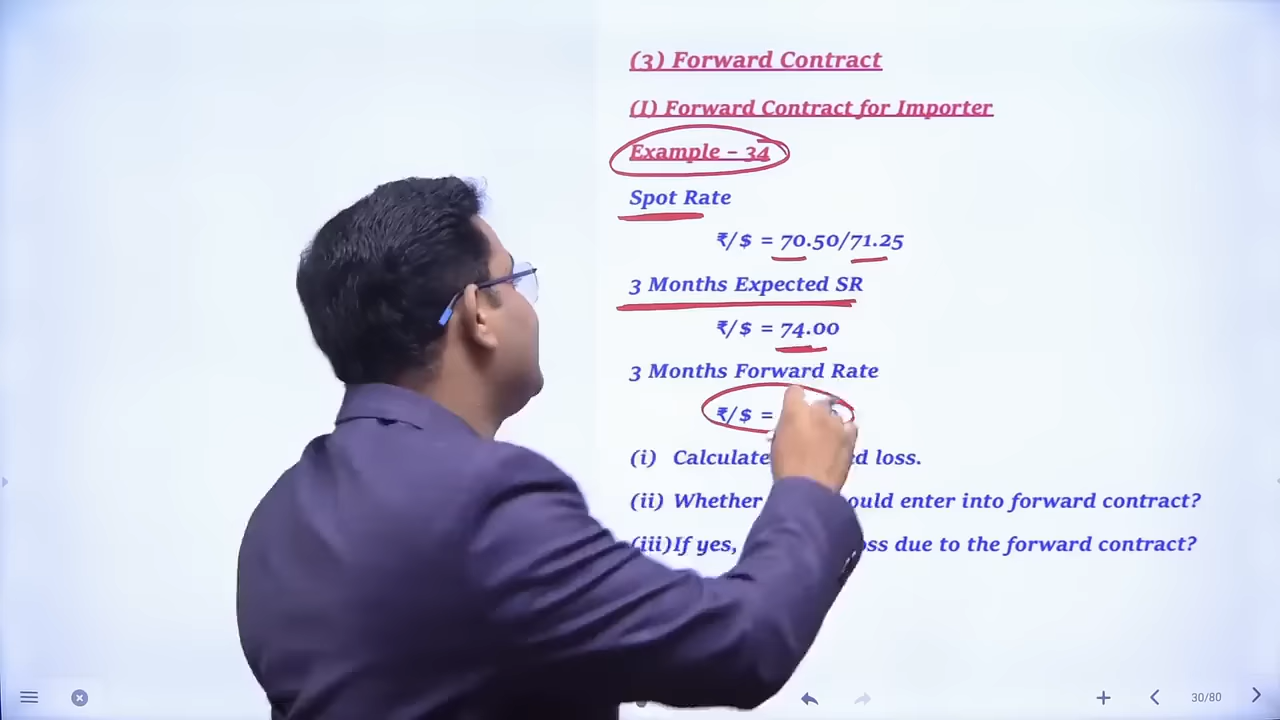 (3) Forward Contract
(I) Forward Contract for Importer
Example – 34
Spot Rate
₹/$ = 70.50/71.25
3 Months Expected SR
₹/$ = 74.00
3 Months Forward Rate
₹/$ =
(i) Calculate loss.
(ii) Whether enter into forward contract?
(iii) If yes, due to the forward contract?
30/80